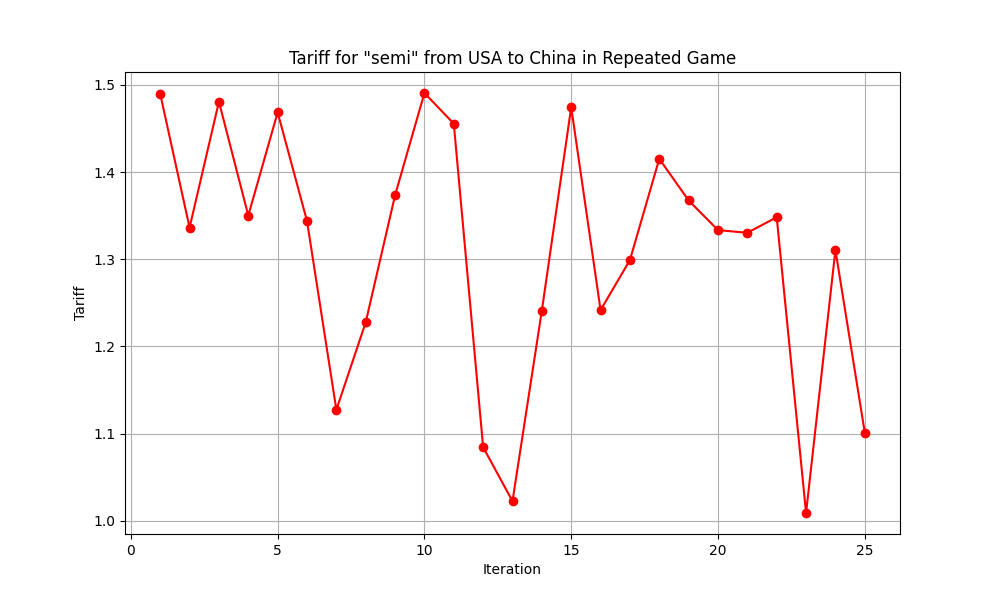 Tariff for "semi" from USA to China in Repeated Game
1.5
1.4
1.3
1.2
1.1
1.0
Tariff
0 5 10 15 20 25
Iteration